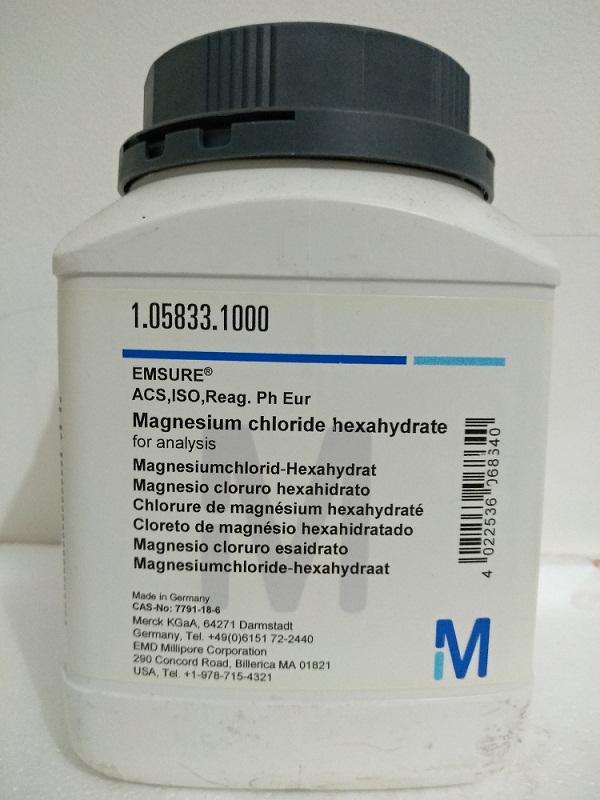 1.05833.1000
EMSURE®
ACS,ISO,Reag. Ph Eur
Magnesium chloride hexahydrate
for analysis
Magnesiumchlorid-Hexahydrat
Magnesio cloruro hexahidrato
Chlorure de magnésium hexahydraté
Cloreto de magnésio hexahidratado
Magnesio cloruro esaidrato
Magnesiumchloride-hexahydraat
Made in Germany
CAS-No: 7791-18-6
Merck KGaA, 64271 Darmstadt
Germany, Tel. +49(0)6151 72-2440
EMD Millipore Corporation
290 Concord Road, Billerica MA 01821
USA, Tel. +1-978-715-4321
4 022536 068340
M